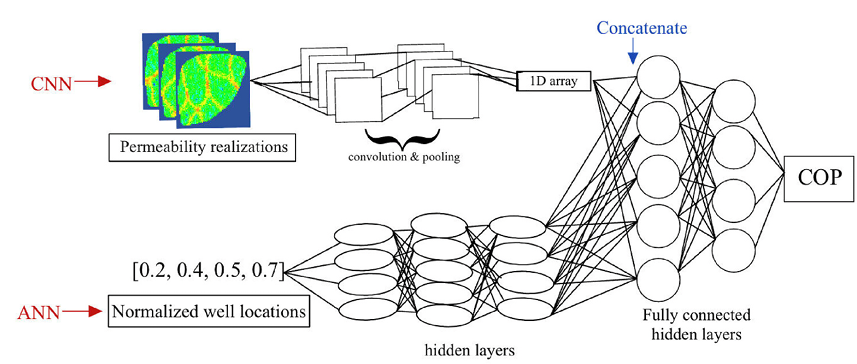 Concatenate
CNN
1D array
Permeability realizations
convolution & pooling
COP
[0.2, 0.4, 0.5, 0.7]
ANN
Normalized well locations
Fully connected
hidden layers
hidden layers